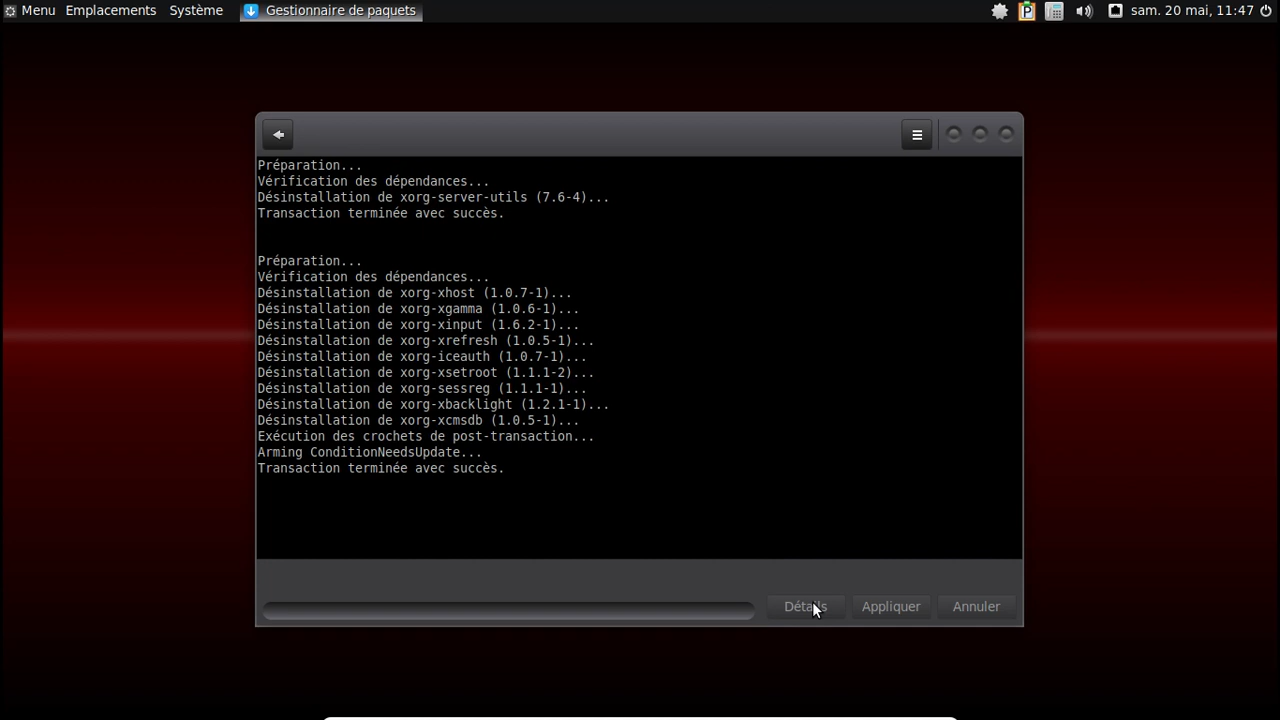 Menu Emplacements Système Gestionnaire de paquets sam. 20 mai, 11:47
Préparation...
Vérification des dépendances...
Désinstallation de xorg-server-utils (7.6-4)...
Transaction terminée avec succès.
Préparation...
Vérification des dépendances...
Désinstallation de xorg-xhost (1.0.7-1)...
Désinstallation de xorg-xgamma (1.0.6-1)...
Désinstallation de xorg-xinput (1.6.2-1)...
Désinstallation de xorg-xrefresh (1.0.5-1)...
Désinstallation de xorg-iceauth (1.0.7-1)...
Désinstallation de xorg-xsetroot (1.1.1-2)...
Désinstallation de xorg-sessreg (1.1.1-1)...
Désinstallation de xorg-xbacklight (1.2.1-1)...
Désinstallation de xorg-xcmsdb (1.0.5-1)...
Exécution des crochets de post-transaction...
Arming ConditionNeedsUpdate...
Transaction terminée avec succès.
Détails Appliquer Annuler